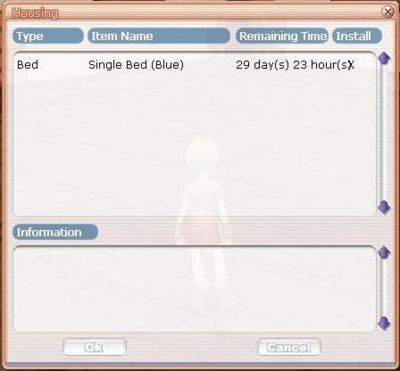 Housing
Type Item Name Remaining Time Install
Bed Single Bed (Blue) 29 day(s) 23 hour(s) X
Information
Ok Cancel